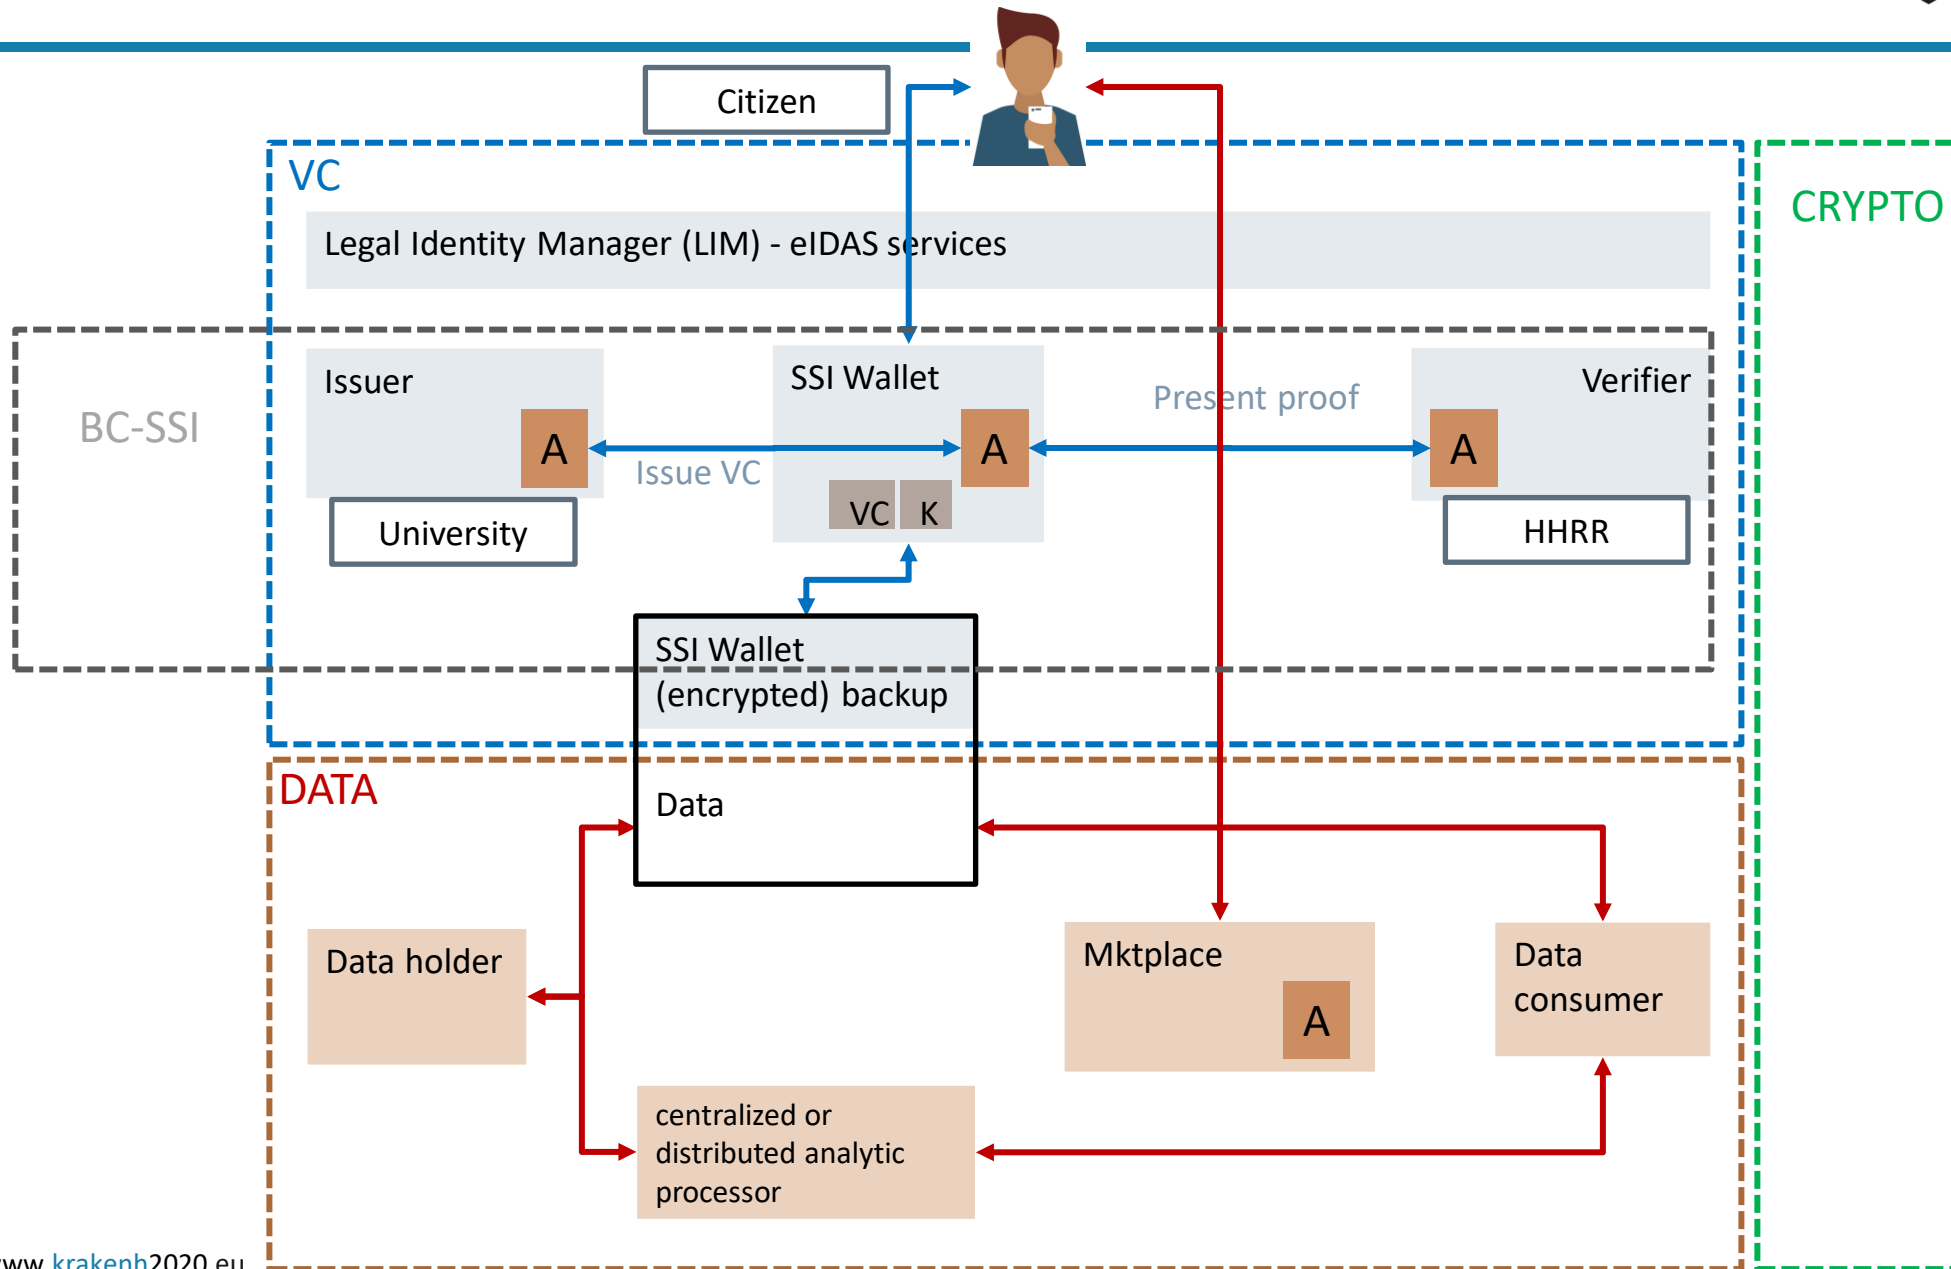 Citizen
VC
CRYPTO
Legal Identity Manager (LIM) - eIDAS services
Issuer
SSI Wallet
Verifier
Present proof
BC-SSI
A
A
A
Issue VC
VC
K
University
HHRR
SSI Wallet
(encrypted) backup
DATA
Data
Data holder
Mktplace
Data
consumer
A
centralized or
distributed analytic
processor
www.krakenh2020.eu